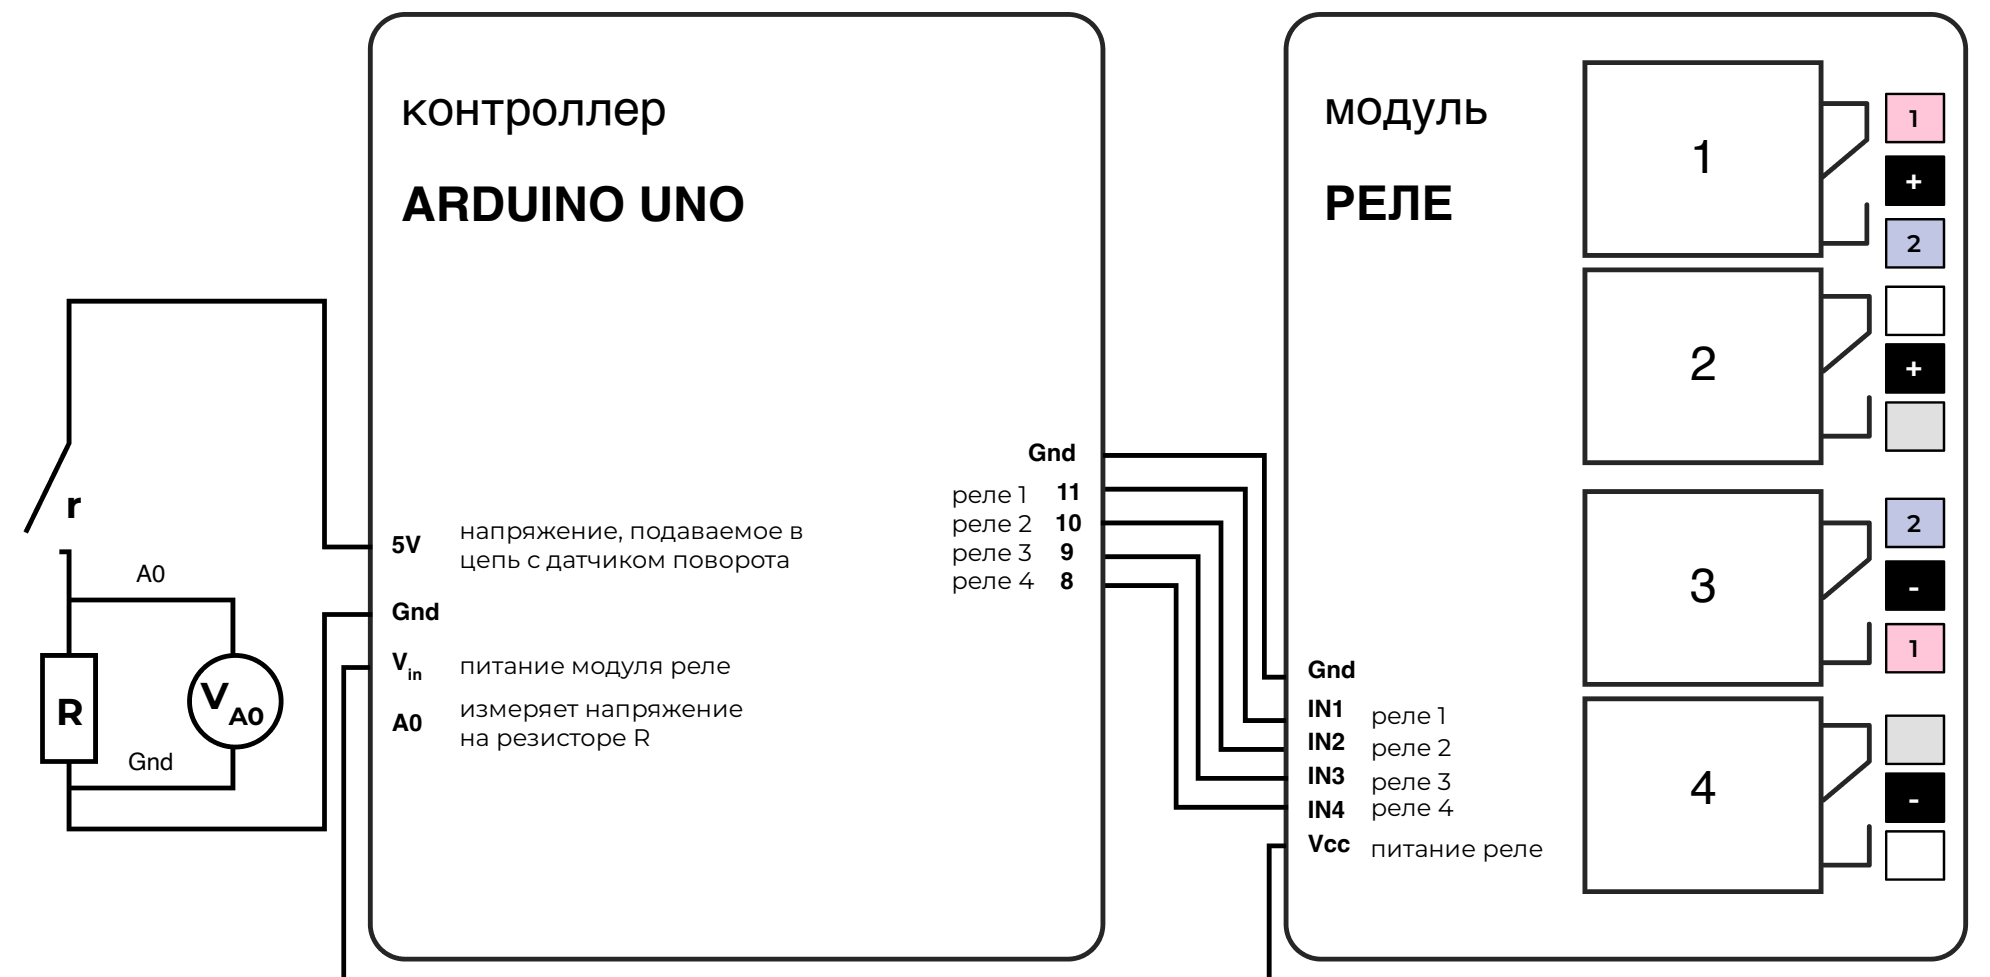 контроллер
ARDUINO UNO
r
A0
R
V A0
Gnd
5V напряжение, подаваемое в
цепь с датчиком поворота
Gnd
Vin питание модуля реле
A0 измеряет напряжение
на резисторе R
Gnd
реле 1 11
реле 2 10
реле 3 9
реле 4 8
модуль
РЕЛЕ
Gnd
IN1 реле 1
IN2 реле 2
IN3 реле 3
IN4 реле 4
Vcc питание реле
1
1
+
2
2
+
3
2
-
1
4
-